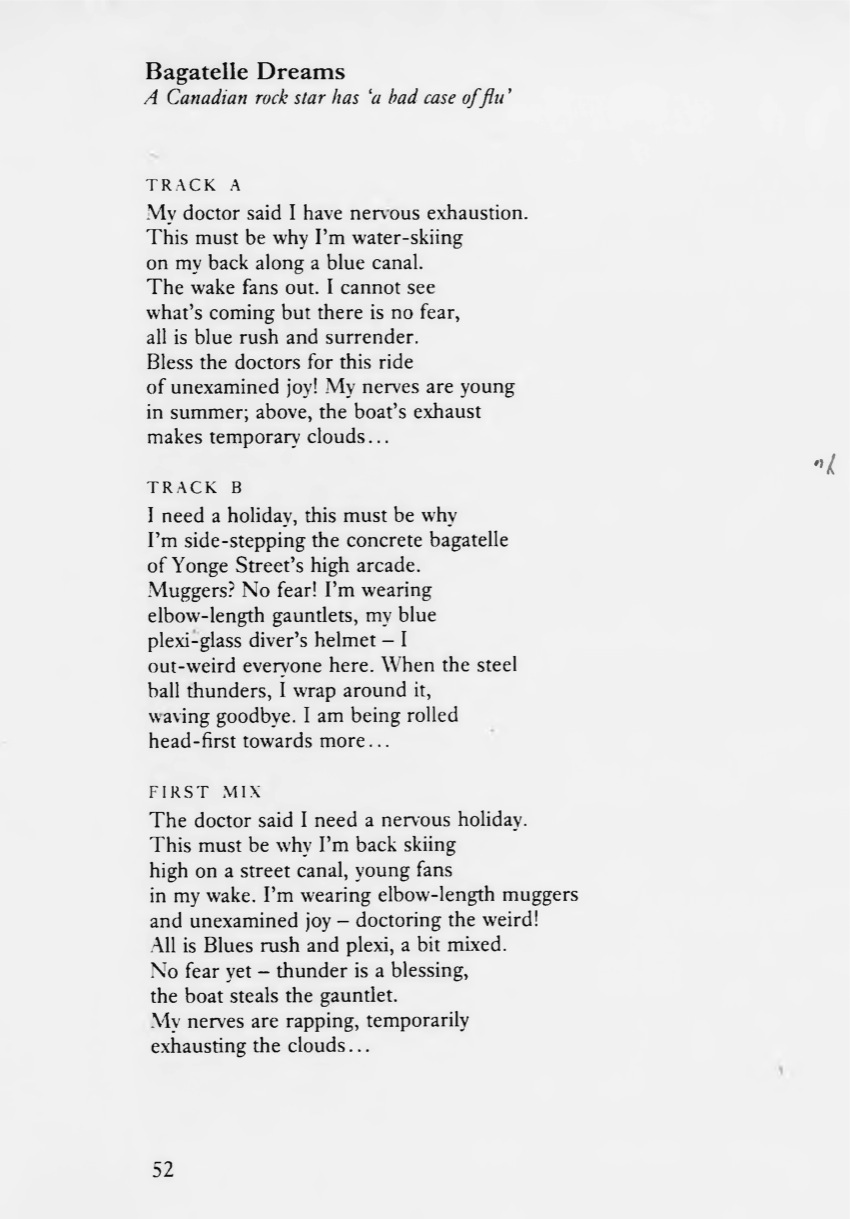 Bagatelle Dreams
A Canadian rock star has ‘a bad case of flu’
TRACK A
My doctor said I have nervous exhaustion.
This must be why I’m water-skiing
on my back along a blue canal.
The wake fans out. I cannot see
what’s coming but there is no fear,
all is blue rush and surrender.
Bless the doctors for this ride
of unexamined joy! My nerves are young
in summer; above, the boat’s exhaust
makes temporary clouds...
TRACK B
I need a holiday, this must be why
I’m side-stepping the concrete bagatelle
of Yonge Street’s high arcade.
Muggers? No fear! I’m wearing
elbow-length gauntlets, my blue
plexi-glass diver’s helmet – I
out-weird everyone here. When the steel
ball thunders, I wrap around it,
waving goodbye. I am being rolled
head-first towards more...
FIRST MIX
The doctor said I need a nervous holiday.
This must be why I’m back skiing
high on a street canal, young fans
in my wake. I’m wearing elbow-length muggers
and unexamined joy – doctoring the weird!
All is Blues rush and plexi, a bit mixed.
No fear yet – thunder is a blessing,
the boat steals the gauntlet.
My nerves are rapping, temporarily
exhausting the clouds...
52